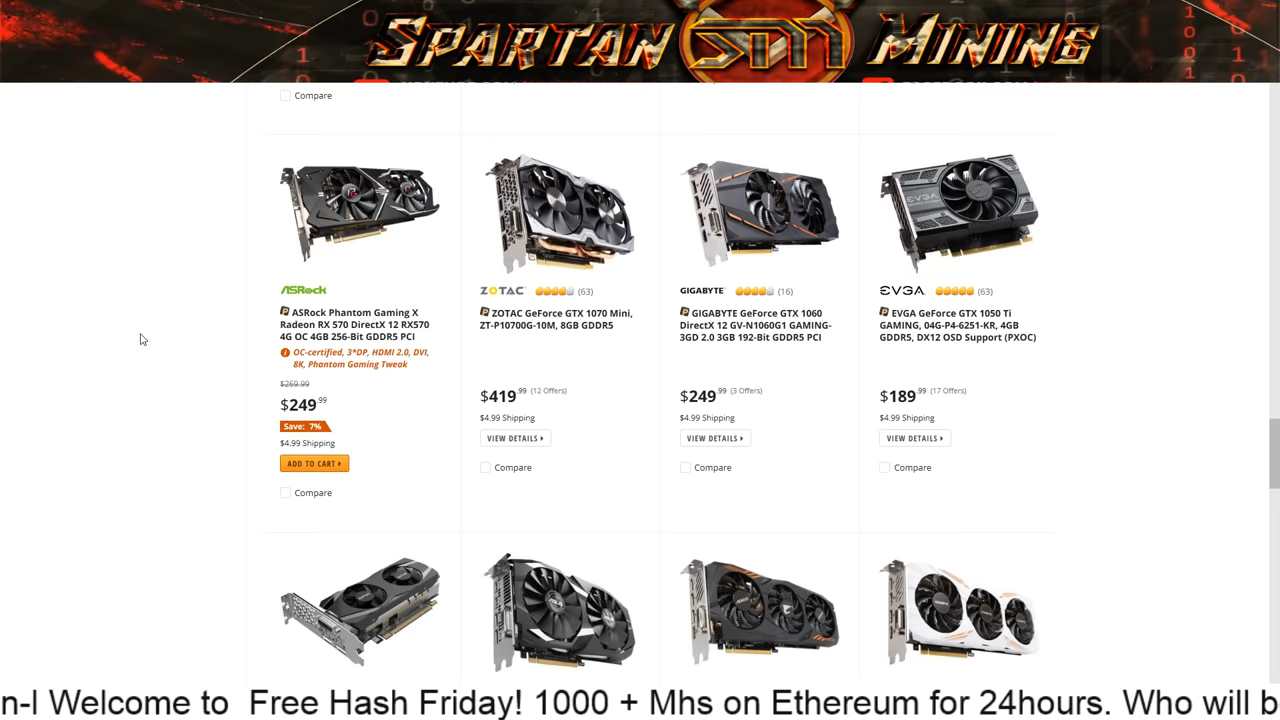 SPARTAN SM MINING
Compare
ASRock
ASRock Phantom Gaming X
Radeon RX 570 DirectX 12 RX570
4G OC 4GB 256-Bit GDDR5 PCI
OC-certified, 3*DP, HDMI 2.0, DVI,
8K, Phantom Gaming Tweak
$269.99
$249.99
Save: 7%
$4.99 Shipping
ADD TO CART
Compare
ZOTAC (63)
ZOTAC GeForce GTX 1070 Mini,
ZT-P10700G-10M, 8GB GDDR5
$419.99 (12 Offers)
$4.99 Shipping
VIEW DETAILS
Compare
GIGABYTE (16)
GIGABYTE GeForce GTX 1060
DirectX 12 GV-N1060G1 GAMING-
3GD 2.0 3GB 192-Bit GDDR5 PCI
$249.99 (3 Offers)
$4.99 Shipping
VIEW DETAILS
Compare
EVGA (63)
EVGA GeForce GTX 1050 Ti
GAMING, 04G-P4-6251-KR, 4GB
GDDR5, DX12 OSD Support (PXOC)
$189.99 (17 Offers)
$4.99 Shipping
VIEW DETAILS
Compare
n-l Welcome to Free Hash Friday! 1000 + Mhs on Ethereum for 24hours. Who will b